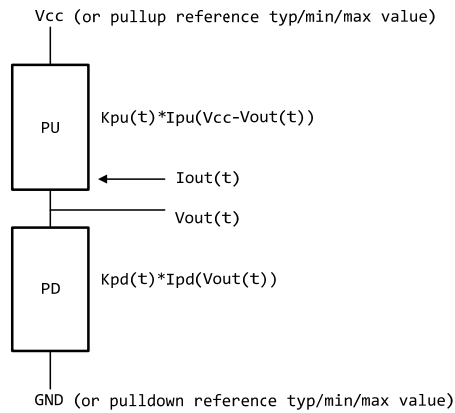 Vcc (or pullup reference typ/min/max value)
PU
Kpu(t)*Ipu(Vcc-Vout(t))
Iout(t)
Vout(t)
PD
Kpd(t)*Ipd(Vout(t))
GND (or pulldown reference typ/min/max value)